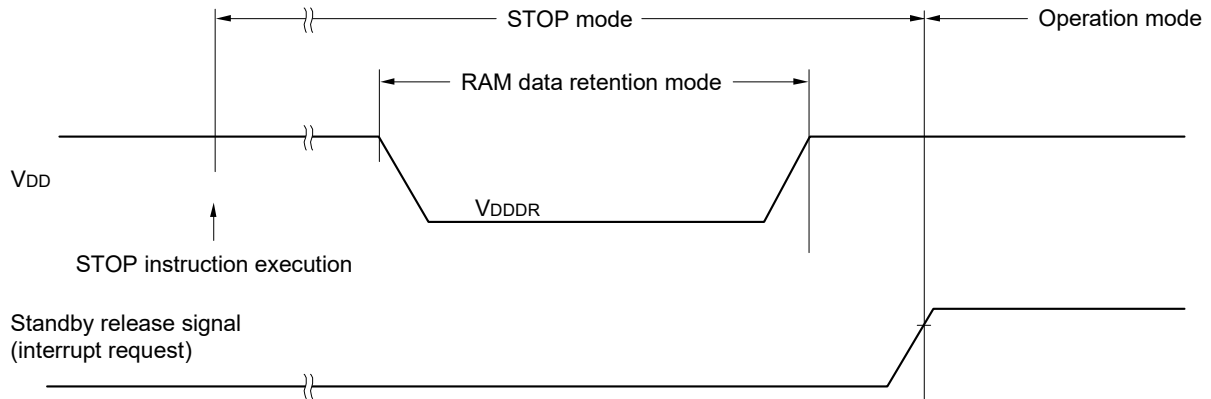 STOP mode
Operation mode
RAM data retention mode
VDD
VDDDR
STOP instruction execution
Standby release signal
(interrupt request)